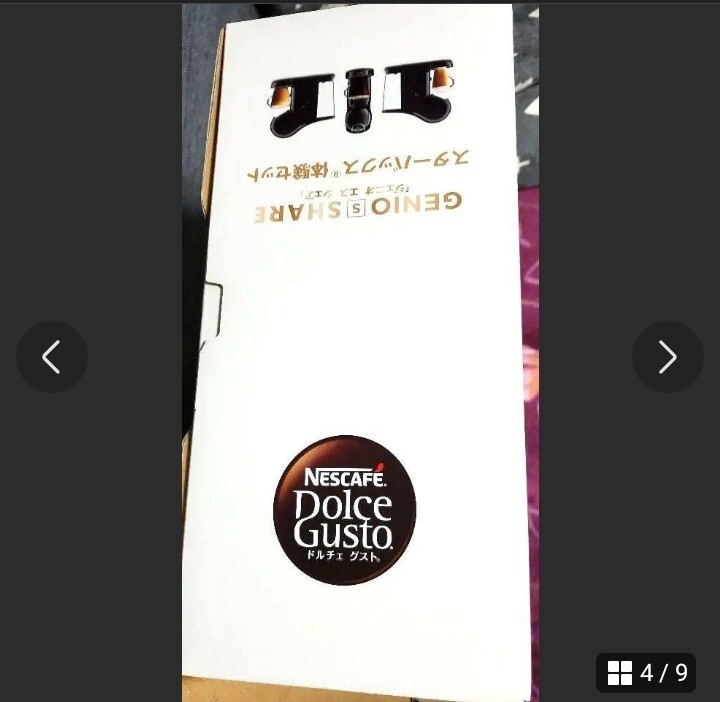 スターバックス®体験セット
「ジェニオ エス シェア」
GENIO S SHARE
NESCAFÉ.
Dolce
Gusto.
ドルチェ グスト®
4 / 9